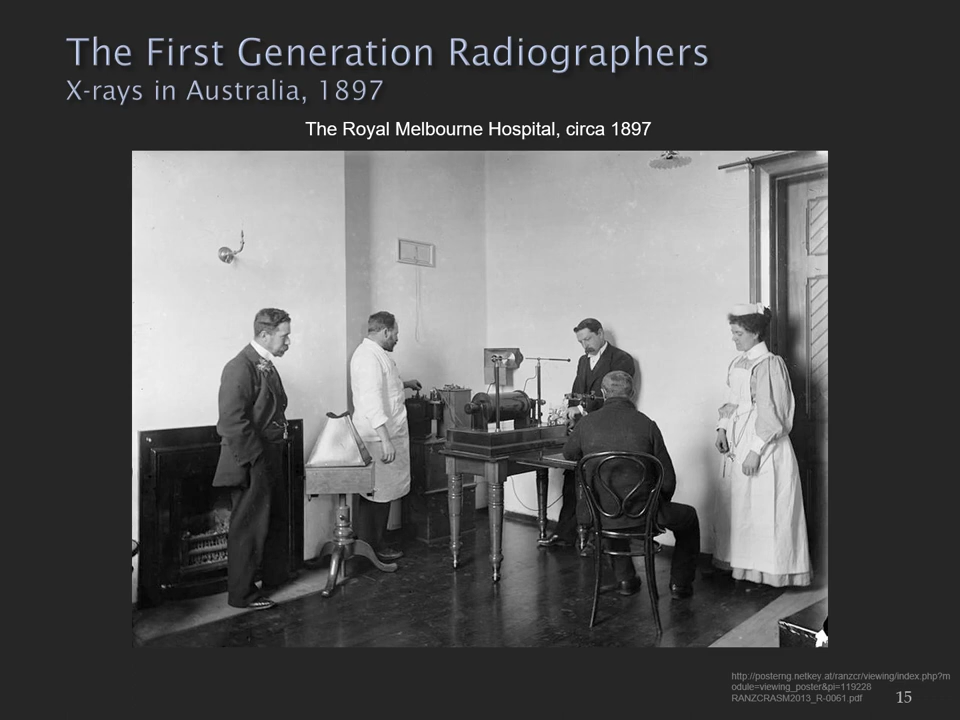 The First Generation Radiographers
X-rays in Australia, 1897
The Royal Melbourne Hospital, circa 1897
http://posterng.netkey.at/ranzcr/viewing/index.php?m
odule=viewing_poster&pi=119228
RANZCRASM2013_R-0061.pdf
15